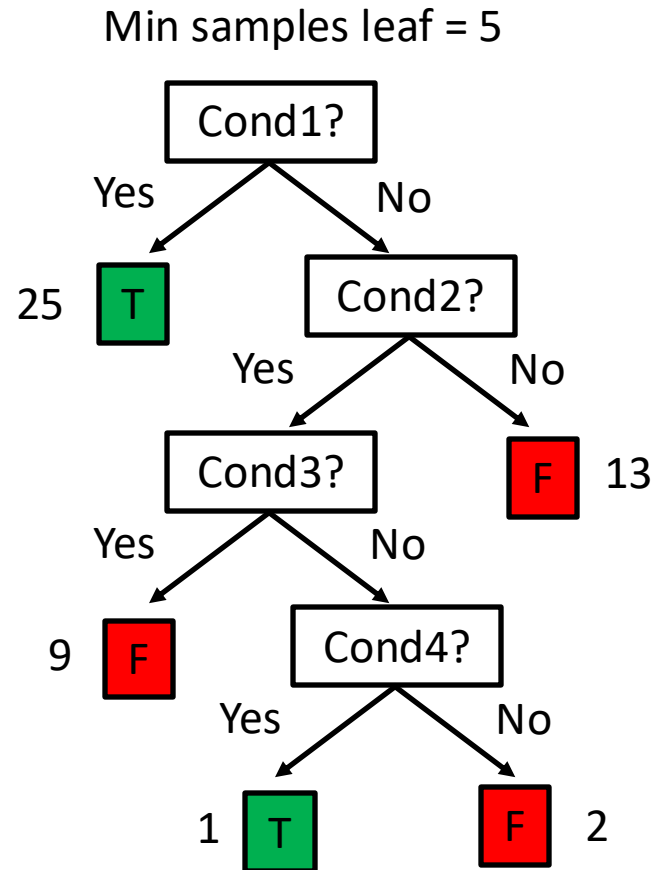 Min samples leaf = 5
Cond1?
Yes
No
25
T
Cond2?
Yes
No
Cond3?
F
13
Yes
No
9
F
Cond4?
Yes
No
1
T
F
2